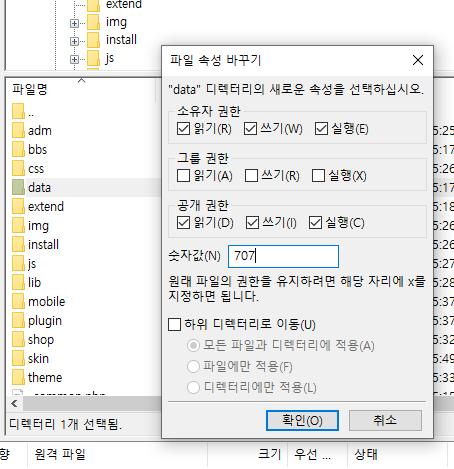 extend
img
install
js
파일명
..
adm
bbs
css
data
extend
img
install
js
lib
mobile
plugin
shop
skin
theme
디렉터리 1개 선택됨.
향 원격 파일 크기 우선 ... 상태
파일 속성 바꾸기
"data" 디렉터리의 새로운 속성을 선택하십시오.
소유자 권한
읽기(R) 쓰기(W) 실행(E)
그룹 권한
읽기(A) 쓰기(R) 실행(X)
공개 권한
읽기(D) 쓰기(I) 실행(C)
숫자값(N) 707
원래 파일의 권한을 유지하려면 해당 자리에 x를
지정하면 됩니다.
하위 디렉터리로 이동(U)
모든 파일과 디렉터리에 적용(A)
파일에만 적용(F)
디렉터리에만 적용(L)
확인(O) 취소
5:25
5:17
5:26
5:17
5:18
5:26
5:27
5:27
5:28
5:37
5:31
5:32
5:49
5:33